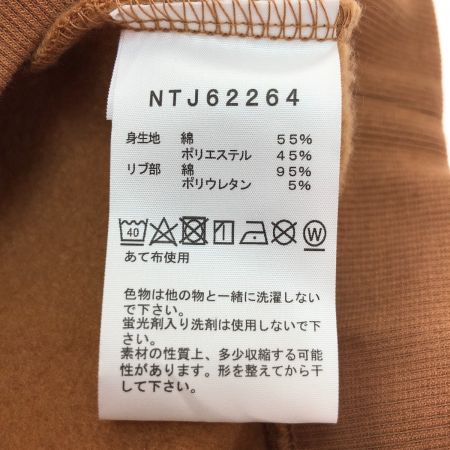 NTJ62264
身生地 綿 55%
ポリエステル 45%
リブ部 綿 95%
ポリウレタン 5%
40 W
あて布使用
色物は他の物と一緒に洗濯しない
で下さい。
蛍光剤入り洗剤は使用しないで下
さい。
素材の性質上、多少収縮する可能
性があります。形を整えてから干
して下さい。